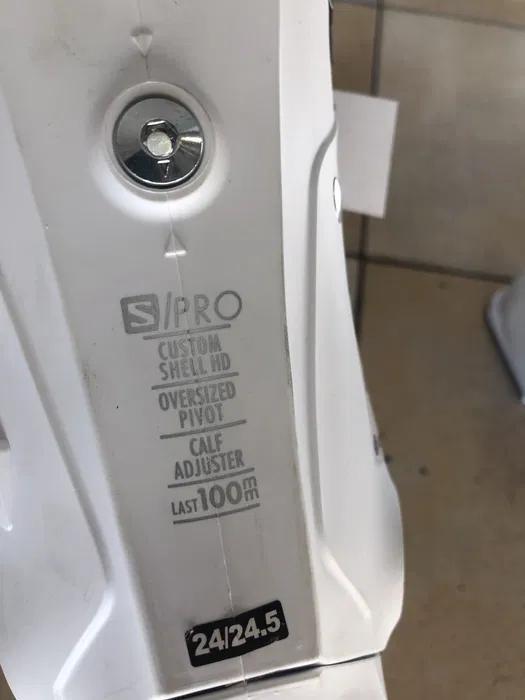 S/PRO
CUSTOM
SHELL HD
OVERSIZED
PIVOT
CALF
ADJUSTER
LAST 100mm
24/24.5